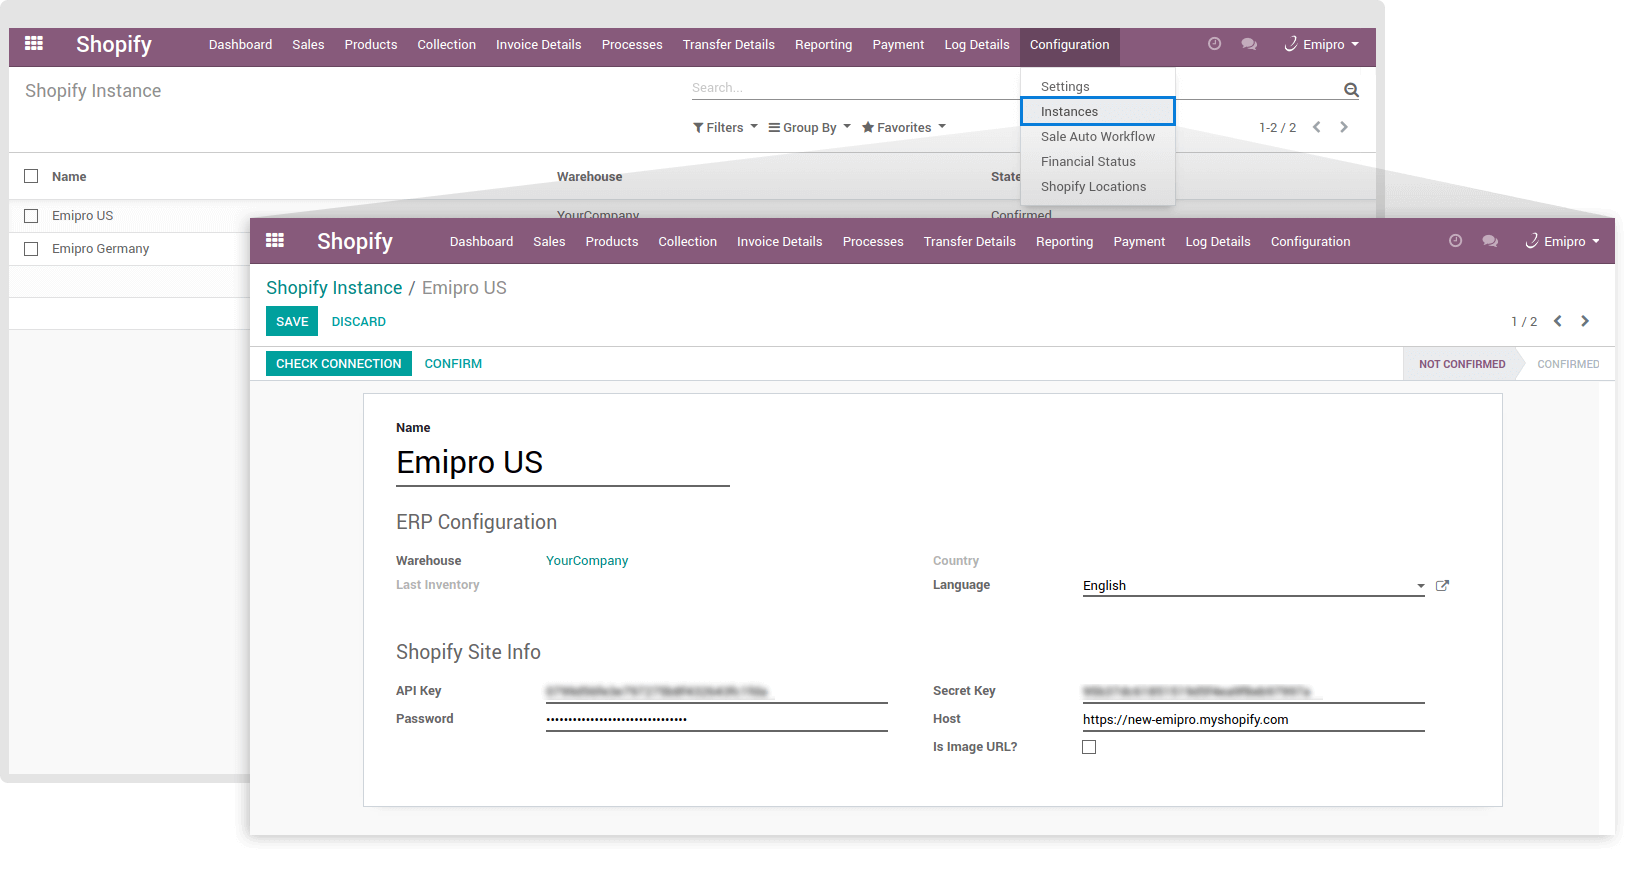 Shopify Dashboard Sales Products Collection Invoice Details Processes Transfer Details Reporting Payment Log Details Configuration Emipro
Shopify Instance Search... Settings
Instances
Filters Group By Favorites Sale Auto Workflow 1-2 / 2
Financial Status
Name Warehouse State
Shopify Locations
Emipro US YourCompany Confirmed
Emipro Germany
Shopify Dashboard Sales Products Collection Invoice Details Processes Transfer Details Reporting Payment Log Details Configuration Emipro
Shopify Instance / Emipro US
SAVE DISCARD 1 / 2
CHECK CONNECTION CONFIRM NOT CONFIRMED CONFIRMED
Name
Emipro US
ERP Configuration
Warehouse YourCompany Country
Last Inventory Language English
Shopify Site Info
API Key Secret Key
Password •••••••••••••••••••••••••••••••• Host https://new-emipro.myshopify.com
Is Image URL?